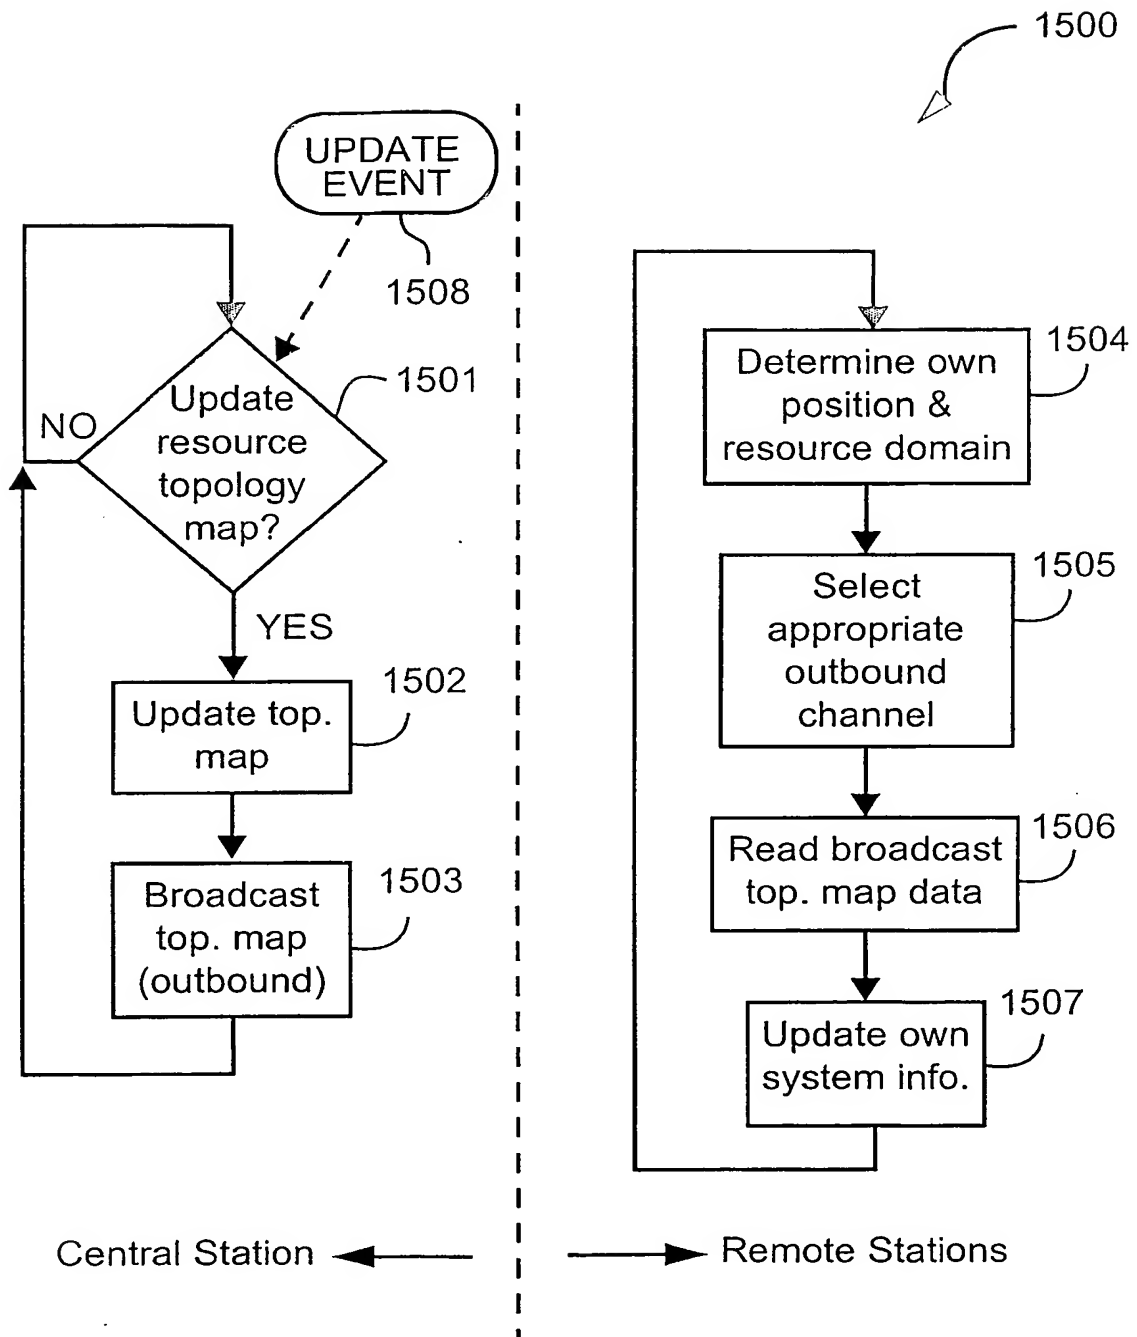 1500
UPDATE
EVENT
1508
1501
Update
resource
topology
map?
NO
YES
1502
Update top.
map
1503
Broadcast
top. map
(outbound)
1504
Determine own
position &
resource domain
1505
Select
appropriate
outbound
channel
1506
Read broadcast
top. map data
1507
Update own
system info.
Central Station
Remote Stations